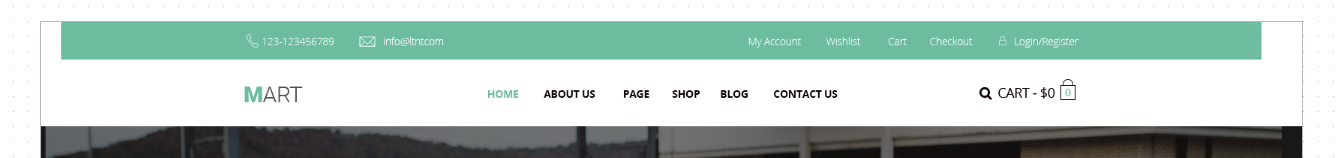 123-123456789 info@ltntcom My Account Wishlist Cart Checkout Login/Register
MART HOME ABOUT US PAGE SHOP BLOG CONTACT US CART - $0 0